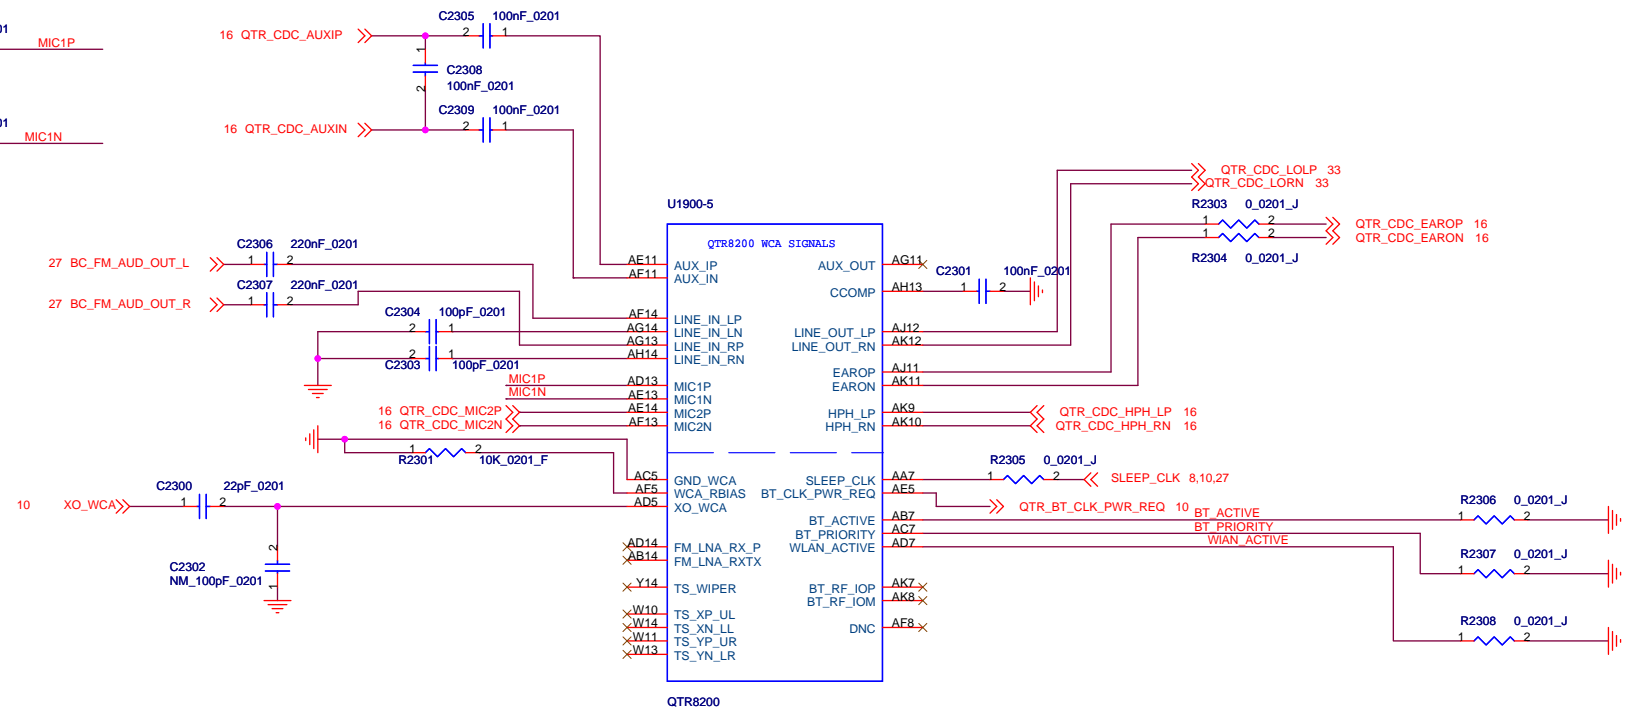 C2305 100nF_0201
01
MIC1P
16 QTR_CDC_AUXIP
2 1
1
C2308
100nF_0201
2
C2309 100nF_0201
01
MIC1N
16 QTR_CDC_AUXIN
2 1
QTR_CDC_LOLP 33
QTR_CDC_LORN 33
U1900-5
R2303 0_0201_J
1 2
QTR_CDC_EAROP 16
1 2
QTR_CDC_EARON 16
R2304 0_0201_J
QTR8200 WCA SIGNALS
C2306 220nF_0201
27 BC_FM_AUD_OUT_L
1 2
C2307 220nF_0201
27 BC_FM_AUD_OUT_R
1 2
AE11 AUX_IP
AF11 AUX_IN
AUX_OUT AG11
C2301 100nF_0201
CCOMP AH13
1 2
C2304 100pF_0201
2 1
2 1
C2303 100pF_0201
AF14 LINE_IN_LP
AG14 LINE_IN_LN
AG13 LINE_IN_RP
AH14 LINE_IN_RN
LINE_OUT_LP AJ12
LINE_OUT_RN AK12
EAROP AJ11
EARON AK11
MIC1P AD13 MIC1P
MIC1N AE13 MIC1N
16 QTR_CDC_MIC2P AE14 MIC2P
16 QTR_CDC_MIC2N AF13 MIC2N
HPH_LP AK9 QTR_CDC_HPH_LP 16
HPH_RN AK10 QTR_CDC_HPH_RN 16
1 2
R2301 10K_0201_F
R2305 0_0201_J
AC5 GND_WCA
AF5 WCA_RBIAS
AD5 XO_WCA
SLEEP_CLK AA7
1 2
SLEEP_CLK 8,10,27
BT_CLK_PWR_REQ AE5
QTR_BT_CLK_PWR_REQ 10
C2300 22pF_0201
10 XO_WCA
1 2
2
C2302
NM_100pF_0201
1
BT_ACTIVE AB7 BT_ACTIVE
BT_PRIORITY AC7 BT_PRIORITY
WLAN_ACTIVE AD7 WIAN_ACTIVE
R2306 0_0201_J
1 2
R2307 0_0201_J
1 2
R2308 0_0201_J
1 2
AD14 FM_LNA_RX_P
AB14 FM_LNA_RXTX
Y14 TS_WIPER
BT_RF_IOP AK7
BT_RF_IOM AK8
W10 TS_XP_UL
W14 TS_XN_LL
W11 TS_YP_UR
W13 TS_YN_LR
DNC AF8
QTR8200